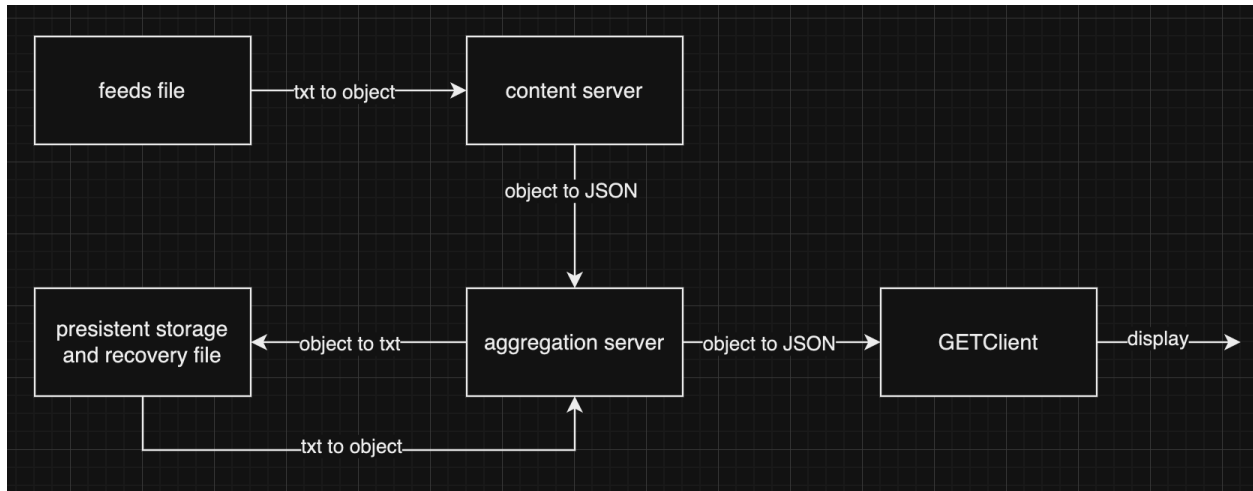 feeds file
txt to object
content server
object to JSON
presistent storage
and recovery file
object to txt
aggregation server
object to JSON
GETClient
display
txt to object